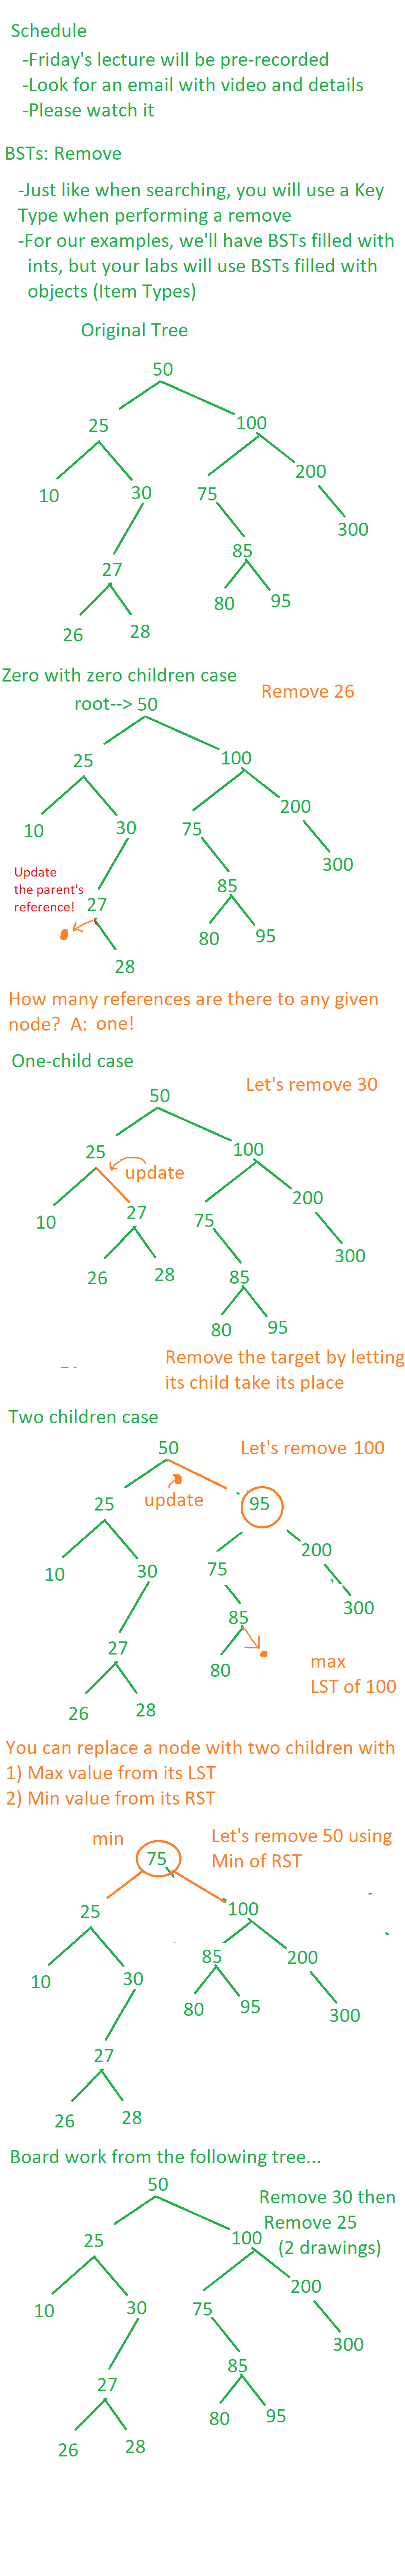 Schedule
-Friday's lecture will be pre-recorded
-Look for an email with video and details
-Please watch it
BSTs: Remove
-Just like when searching, you will use a Key
Type when performing a remove
-For our examples, we'll have BSTs filled with
ints, but your labs will use BSTs filled with
objects (Item Types)
Original Tree
50
25 100
10 30 75 200
300
27 85
26 28 80 95
Zero with zero children case
Remove 26
root--> 50
25 100
10 30 75 200
300
Update
the parent's
reference!
27 85
28 80 95
How many references are there to any given
node? A: one!
One-child case
Let's remove 30
50
25 100
update
10 27 75 200
300
26 28 85
80 95
Remove the target by letting
its child take its place
Two children case
50 Let's remove 100
update
25 95
10 30 75 200
300
27 85
26 28 80
max
LST of 100
You can replace a node with two children with
1) Max value from its LST
2) Min value from its RST
min
Let's remove 50 using
Min of RST
75
25 100
10 30 85 200
80 95 300
27
26 28
Board work from the following tree...
50
Remove 30 then
Remove 25
(2 drawings)
25 100
10 30 75 200
300
27 85
26 28 80 95